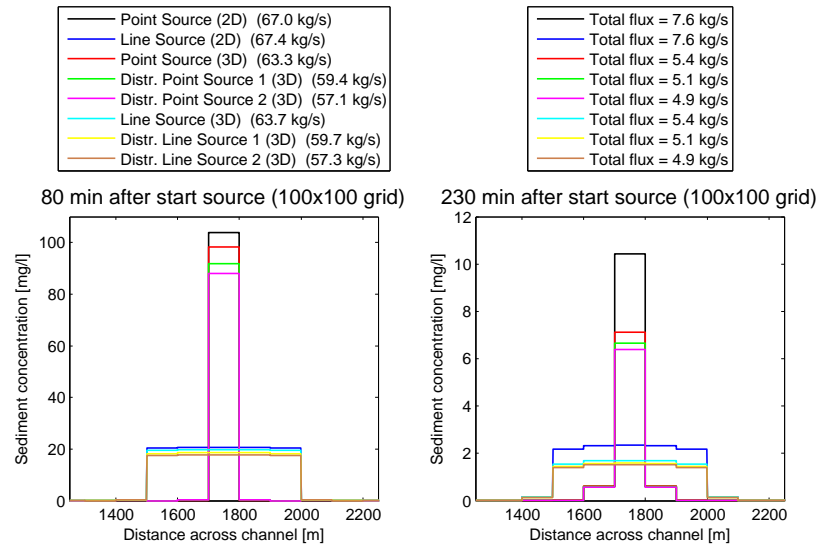 Point Source (2D) (67.0 kg/s)
Line Source (2D) (67.4 kg/s)
Point Source (3D) (63.3 kg/s)
Distr. Point Source 1 (3D) (59.4 kg/s)
Distr. Point Source 2 (3D) (57.1 kg/s)
Line Source (3D) (63.7 kg/s)
Distr. Line Source 1 (3D) (59.7 kg/s)
Distr. Line Source 2 (3D) (57.3 kg/s)
Total flux = 7.6 kg/s
Total flux = 7.6 kg/s
Total flux = 5.4 kg/s
Total flux = 5.1 kg/s
Total flux = 4.9 kg/s
Total flux = 5.4 kg/s
Total flux = 5.1 kg/s
Total flux = 4.9 kg/s
80 min after start source (100x100 grid)
Sediment concentration [mg/l]
100
80
60
40
20
0
1400 1600 1800 2000 2200
Distance across channel [m]
230 min after start source (100x100 grid)
Sediment concentration [mg/l]
12
10
8
6
4
2
0
1400 1600 1800 2000 2200
Distance across channel [m]